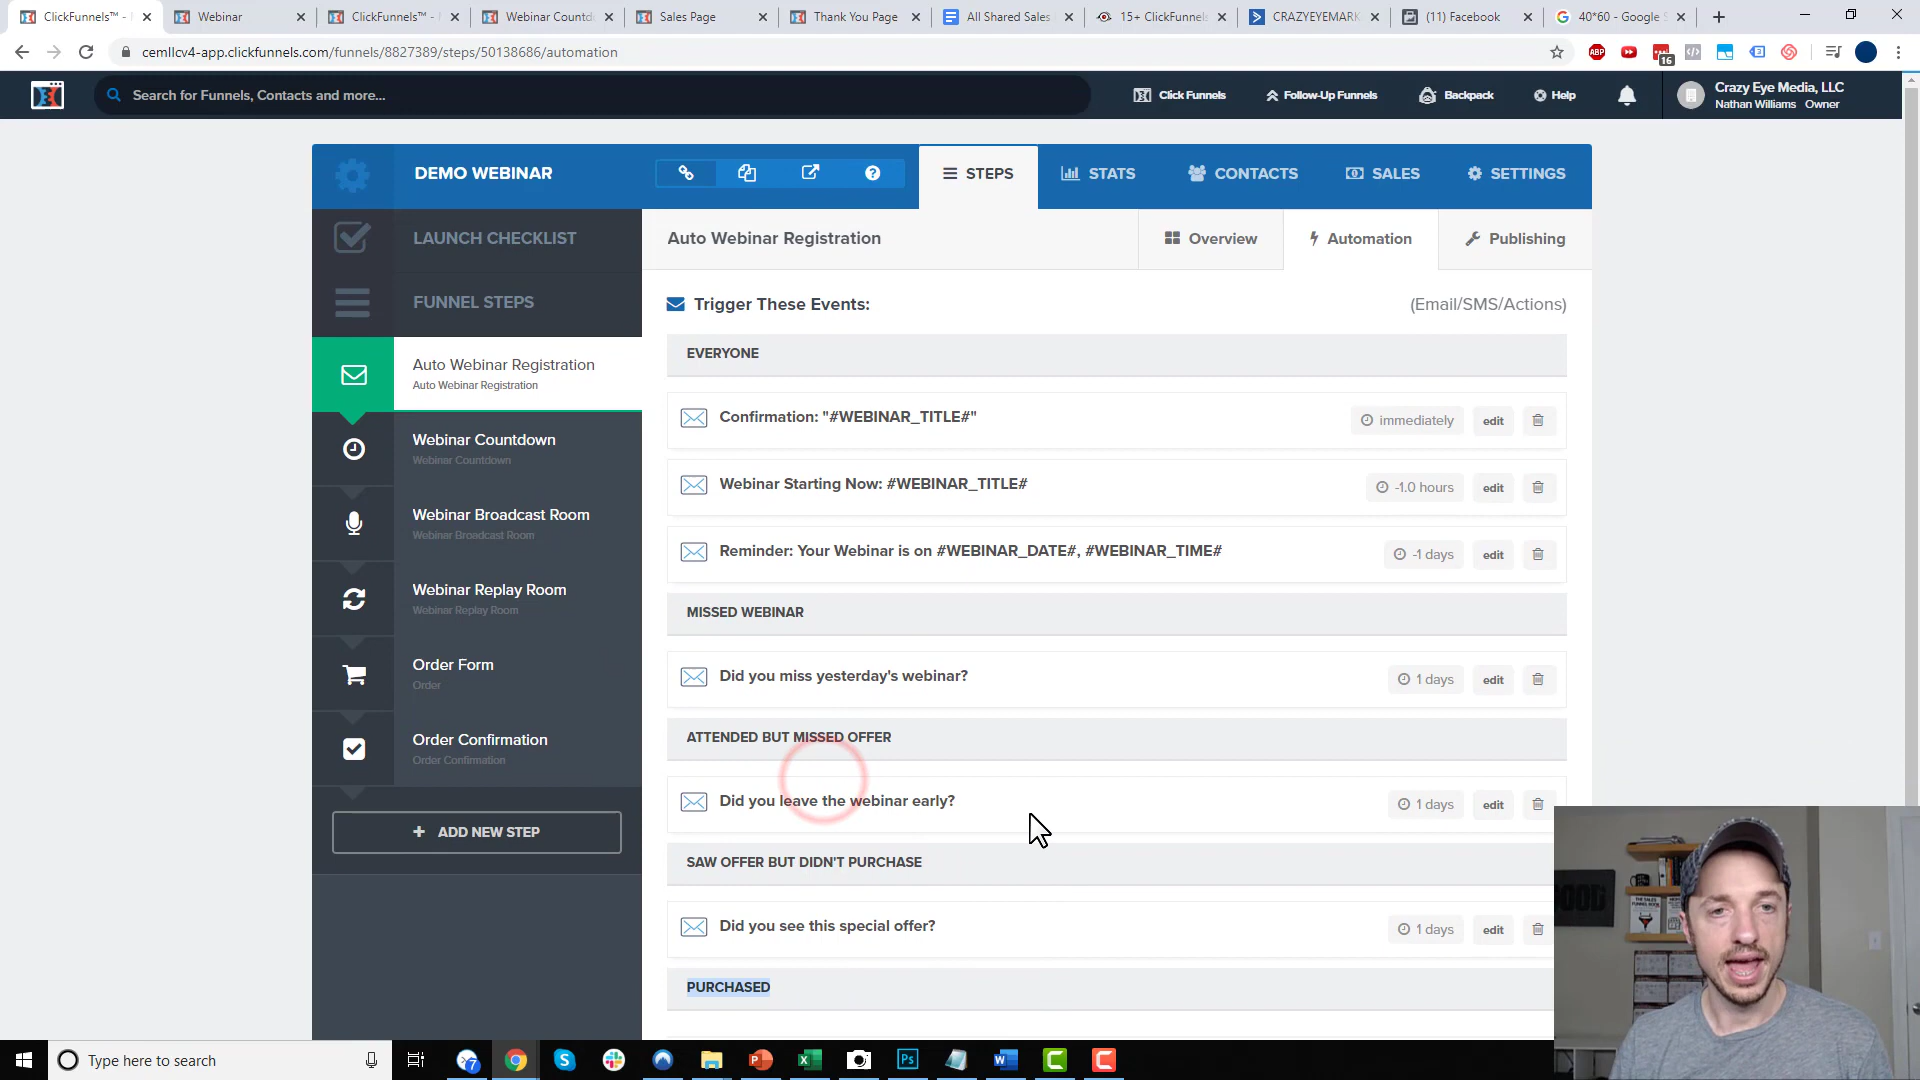 ClickFunnels™ -
Webinar
ClickFunnels™ -
Webinar Countd
Sales Page
Thank You Page
All Shared Sales
15+ ClickFunnels
CRAZYEYEMARK
(11) Facebook
40*60 - Google S
cemllcv4-app.clickfunnels.com/funnels/8827389/steps/50138686/automation
ABP
16
Search for Funnels, Contacts and more...
Click Funnels
Follow-Up Funnels
Backpack
Help
Crazy Eye Media, LLC
Nathan Williams Owner
DEMO WEBINAR
STEPS
STATS
CONTACTS
SALES
SETTINGS
LAUNCH CHECKLIST
FUNNEL STEPS
Auto Webinar Registration
Auto Webinar Registration
Webinar Countdown
Webinar Countdown
Webinar Broadcast Room
Webinar Broadcast Room
Webinar Replay Room
Webinar Replay Room
Order Form
Order
Order Confirmation
Order Confirmation
+ ADD NEW STEP
Auto Webinar Registration
Overview
Automation
Publishing
Trigger These Events:
(Email/SMS/Actions)
EVERYONE
Confirmation: "#WEBINAR_TITLE#"
immediately
edit
Webinar Starting Now: #WEBINAR_TITLE#
-1.0 hours
edit
Reminder: Your Webinar is on #WEBINAR_DATE#, #WEBINAR_TIME#
-1 days
edit
MISSED WEBINAR
Did you miss yesterday's webinar?
1 days
edit
ATTENDED BUT MISSED OFFER
Did you leave the webinar early?
1 days
edit
SAW OFFER BUT DIDN'T PURCHASE
Did you see this special offer?
1 days
edit
PURCHASED
Type here to search
7